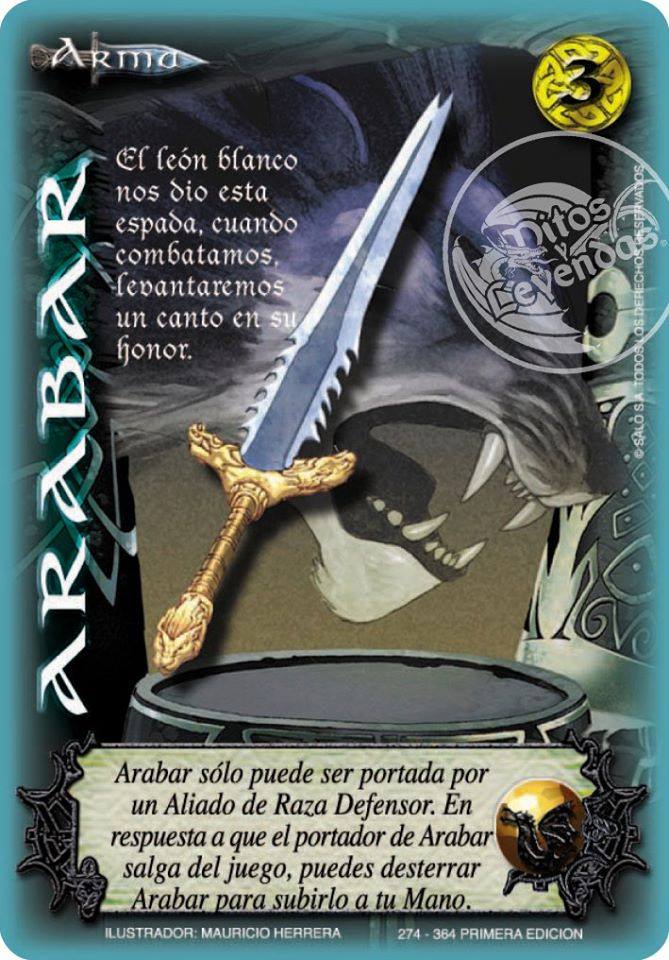 Arma
3
El león blanco
nos dio esta
espada, cuando
combatamos,
levantaremos
un canto en su
honor.
ARABAR
Mitos
y
Leyendas
© SALO S.A. TODOS LOS DERECHOS RESERVADOS
Arabar sólo puede ser portada por
un Aliado de Raza Defensor. En
respuesta a que el portador de Arabar
salga del juego, puedes desterrar
Arabar para subirlo a tu Mano.
ILUSTRADOR: MAURICIO HERRERA 274 - 364 PRIMERA EDICION